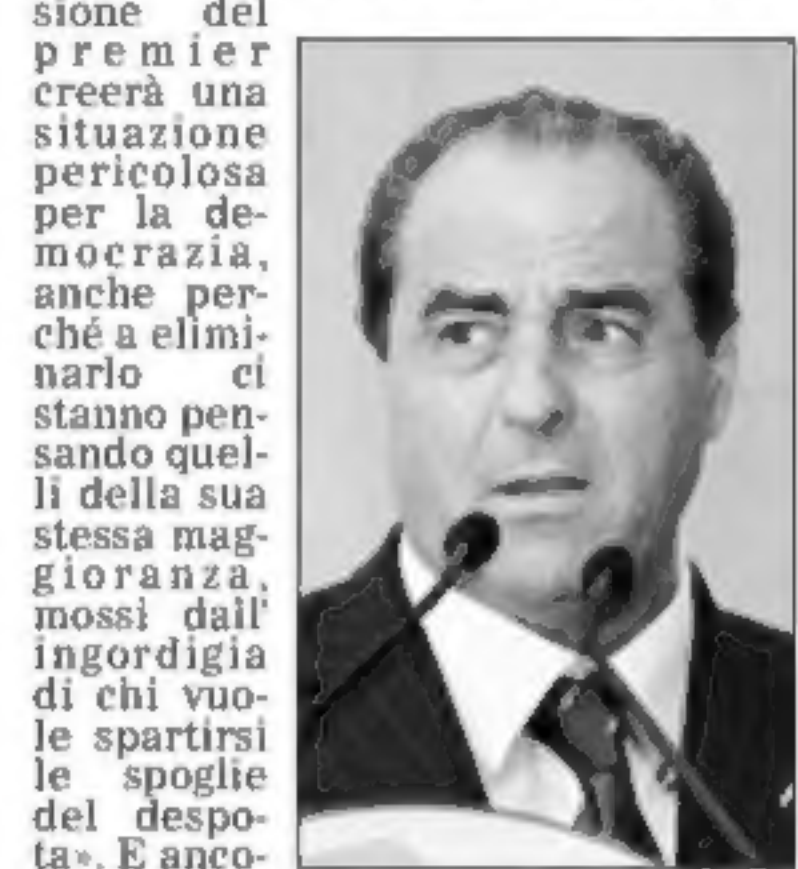 sione del
premier
creerà una
situazione
pericolosa
per la de-
mocrazia,
anche per-
ché a elimi-
narlo ci
stanno pen-
sando quel-
li della sua
stessa mag-
gioranza,
mossi dall'
ingordigia
di chi vuo-
le spartirsi
le spoglie
del despo-
ta». E anco-